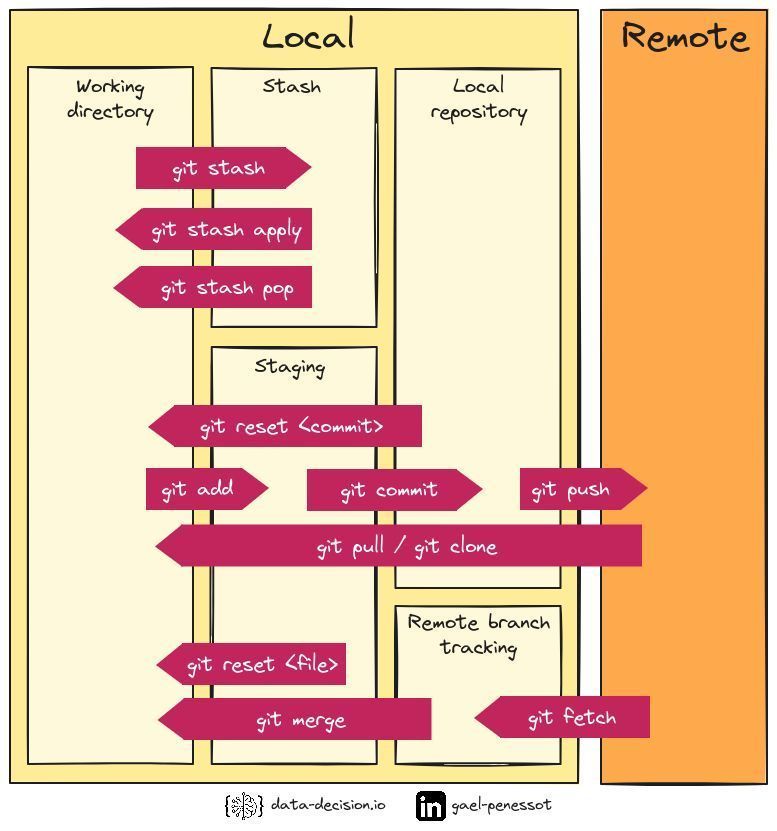 Local
Remote
Working
directory
Stash
Local
repository
git stash
git stash apply
git stash pop
Staging
git reset <commit>
git add
git commit
git push
git pull / git clone
Remote branch
tracking
git reset <file>
git merge
git fetch
data-decision.io
in
gael-penessot